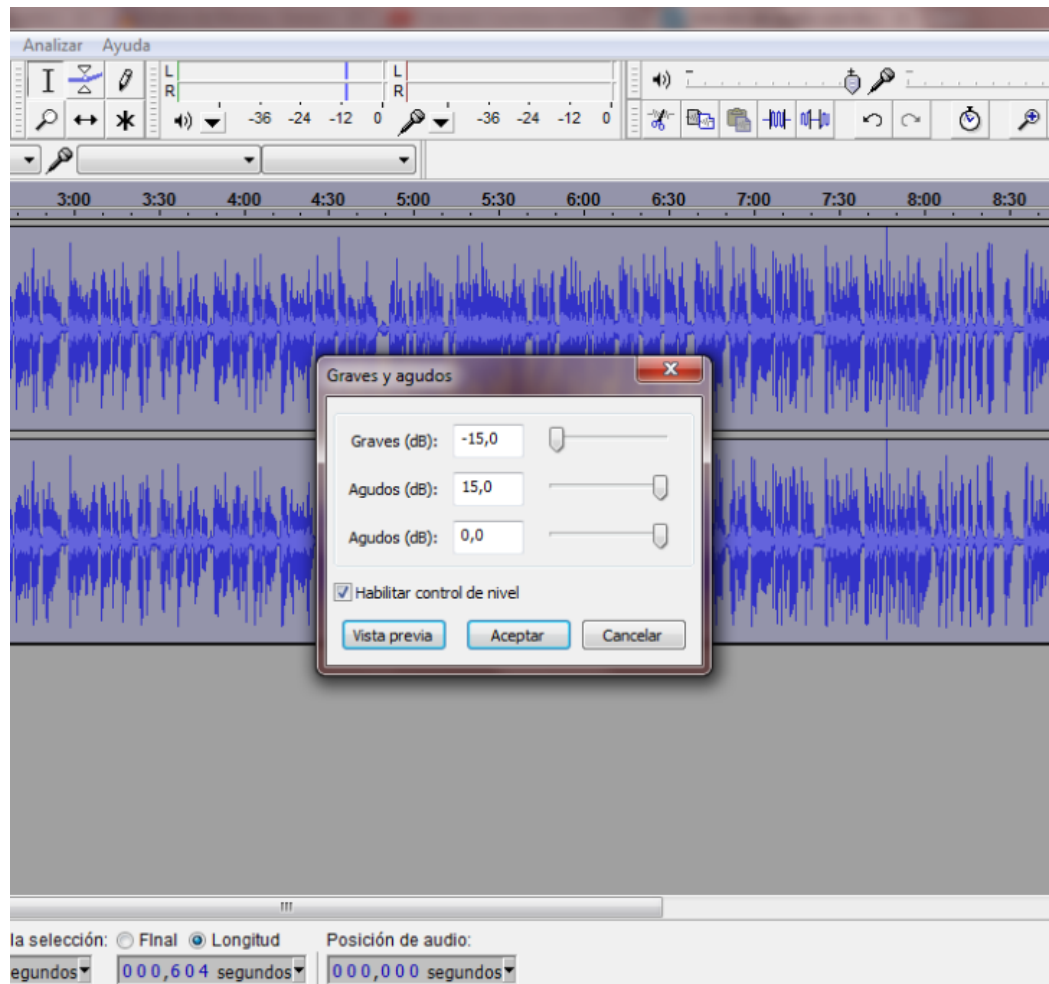 Analizar Ayuda
L
R
L
R
-36 -24 -12 0
-36 -24 -12 0
3:00 3:30 4:00 4:30 5:00 5:30 6:00 6:30 7:00 7:30 8:00 8:30
Graves y agudos
Graves (dB): -15,0
Agudos (dB): 15,0
Agudos (dB): 0,0
Habilitar control de nivel
Vista previa Aceptar Cancelar
la selección: FInal Longitud Posición de audio:
egundos 000,604 segundos 000,000 segundos